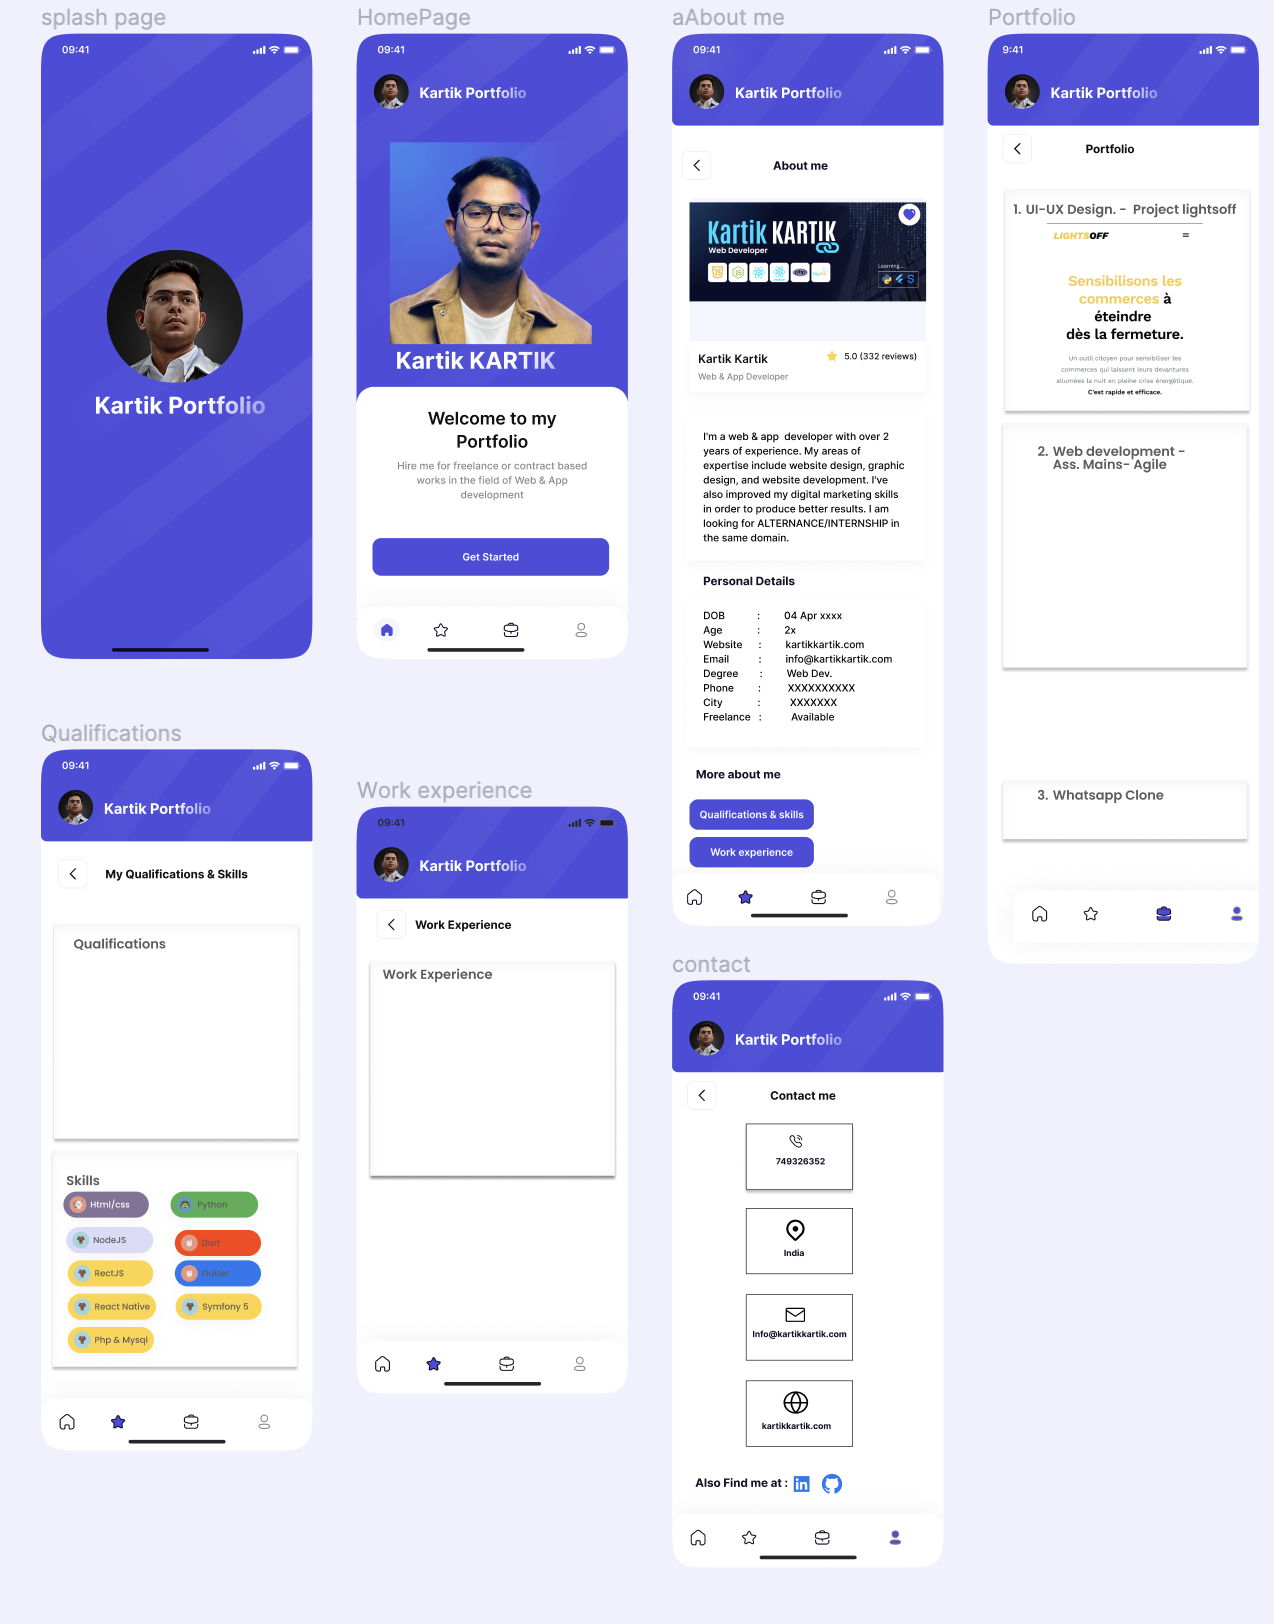 splash page
09:41
Kartik Portfolio
HomePage
09:41
Kartik Portfolio
Kartik KARTIK
Welcome to my
Portfolio
Hire me for freelance or contract based
works in the field of Web & App
development
Get Started
aAbout me
09:41
Kartik Portfolio
About me
Kartik KARTIK
Web Developer
Learning...
Kartik Kartik
5.0 (332 reviews)
Web & App Developer
I'm a web & app developer with over 2
years of experience. My areas of
expertise include website design, graphic
design, and website development. I've
also improved my digital marketing skills
in order to produce better results. I am
looking for ALTERNANCE/INTERNSHIP in
the same domain.
Personal Details
DOB : 04 Apr xxxx
Age : 2x
Website : kartikkartik.com
Email : info@kartikkartik.com
Degree : Web Dev.
Phone : XXXXXXXXXX
City : XXXXXXX
Freelance : Available
More about me
Qualifications & skills
Work experience
Portfolio
9:41
Kartik Portfolio
Portfolio
1. UI-UX Design. - Project lightsoff
LIGHTSOFF
Sensibilisons les
commerces à
éteindre
dès la fermeture.
Un outil citoyen pour sensibiliser les
commerces qui laissent leurs devantures
allumées la nuit en pleine crise énergétique.
C'est rapide et efficace.
2. Web development -
Ass. Mains- Agile
3. Whatsapp Clone
Qualifications
09:41
Kartik Portfolio
My Qualifications & Skills
Qualifications
Skills
Html/css
Python
NodeJS
Dart
RectJS
Flutter
React Native
Symfony 5
Php & Mysql
Work experience
09:41
Kartik Portfolio
Work Experience
Work Experience
contact
09:41
Kartik Portfolio
Contact me
749326352
India
Info@kartikkartik.com
kartikkartik.com
Also Find me at :